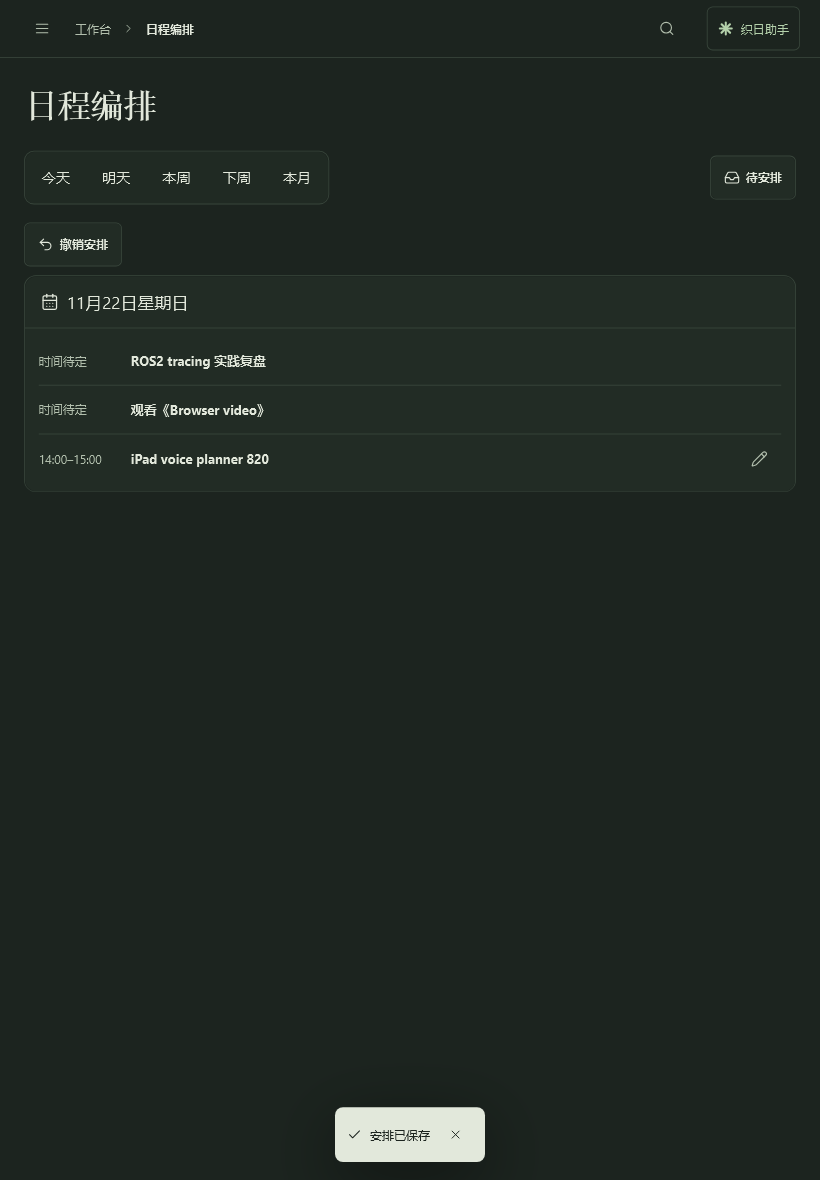 工作台 > 日程编排
织日助手
日程编排
今天 明天 本周 下周 本月
待安排
撤销安排
11月22日星期日
时间待定 ROS2 tracing 实践复盘
时间待定 观看《Browser video》
14:00–15:00 iPad voice planner 820
安排已保存